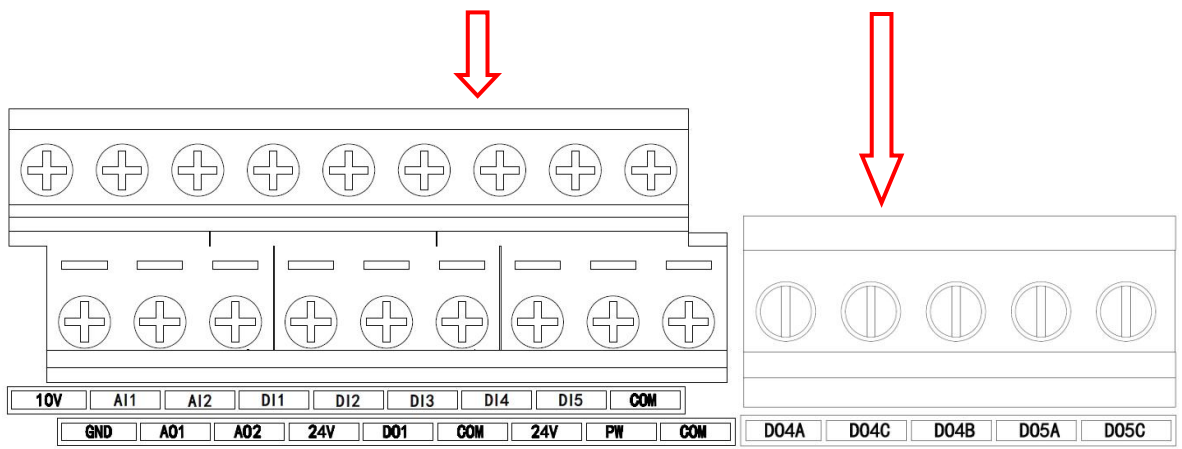 10V AI1 AI2 DI1 DI2 DI3 DI4 DI5 COM
GND AO1 AO2 24V DO1 COM 24V PW COM
DO4A DO4C DO4B DO5A DO5C